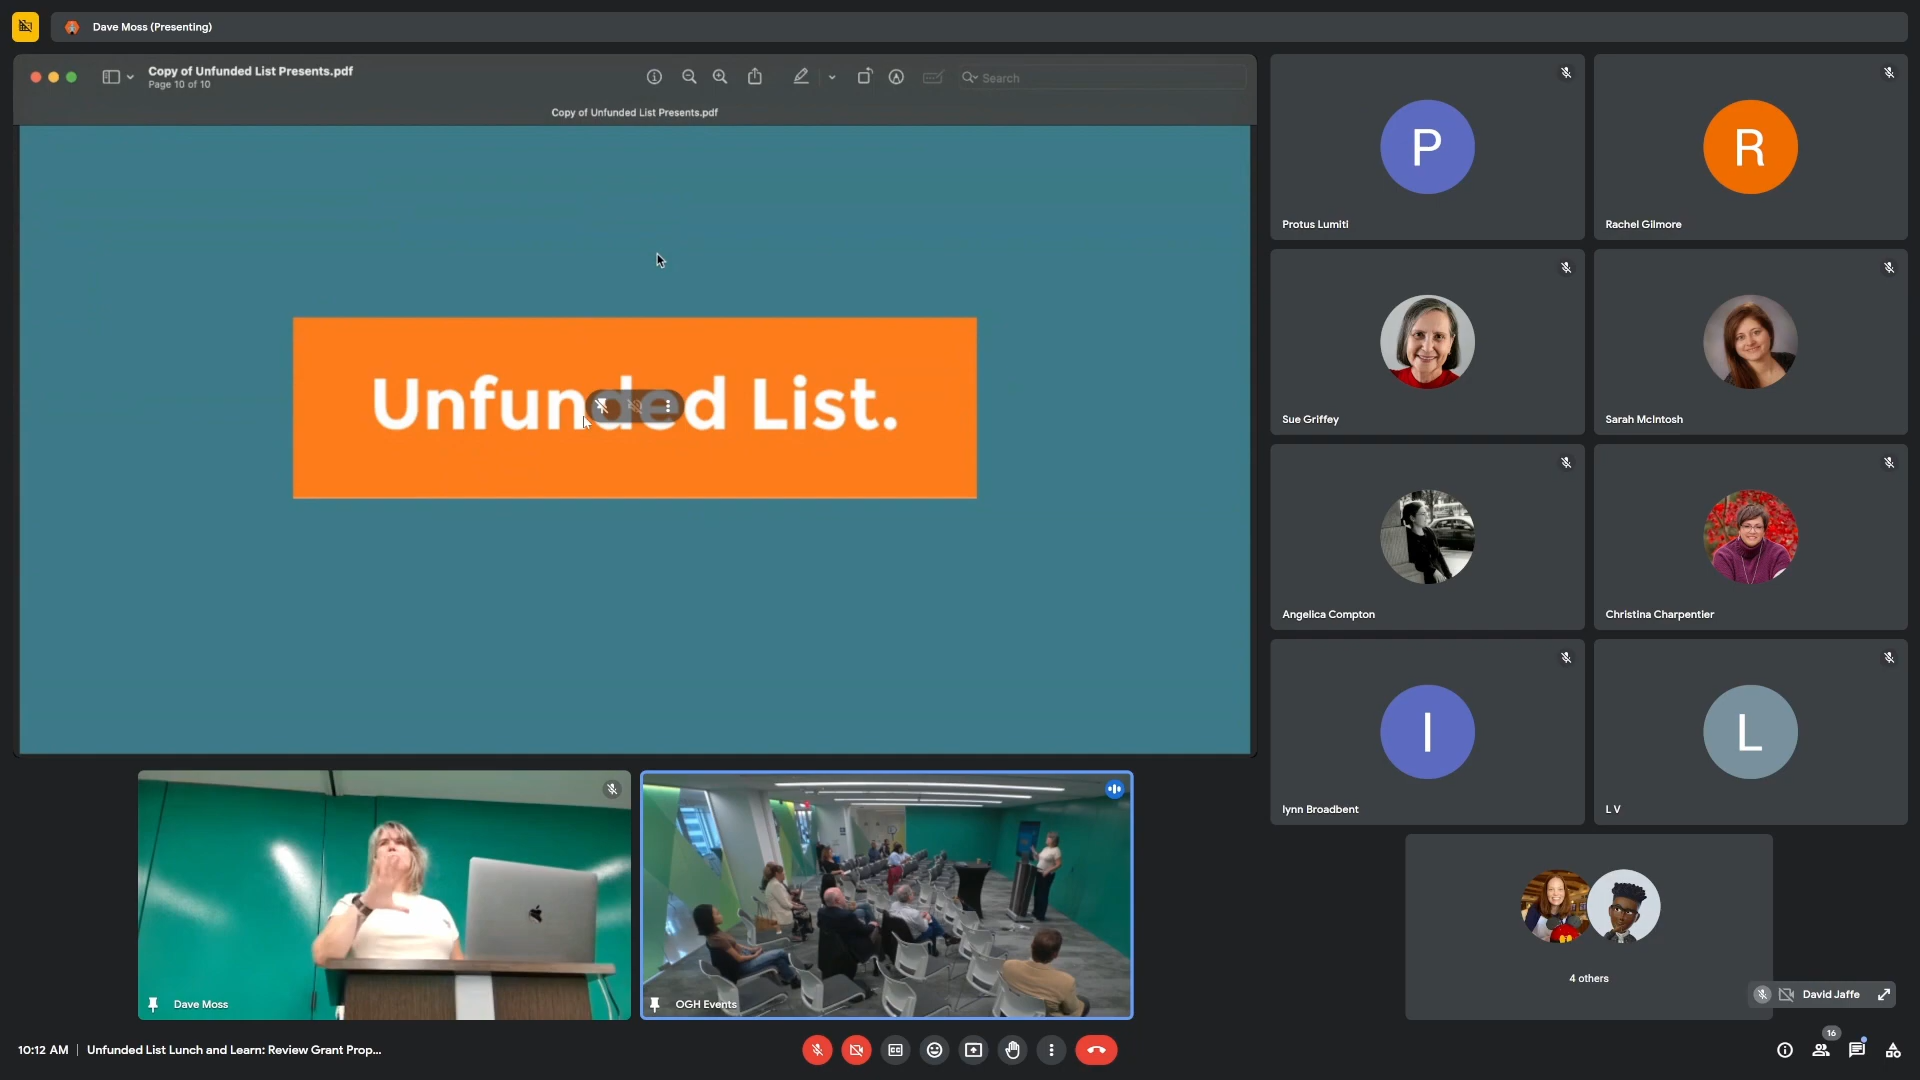 Dave Moss (Presenting)
Copy of Unfunded List Presents.pdf
Page 10 of 10
Search
Copy of Unfunded List Presents.pdf
Unfunded List.
P
Protus Lumiti
R
Rachel Gilmore
Sue Griffey
Sarah McIntosh
Angelica Compton
Christina Charpentier
l
lynn Broadbent
L
L V
Dave Moss
OGH Events
4 others
David Jaffe
10:12 AM | Unfunded List Lunch and Learn: Review Grant Prop...
16